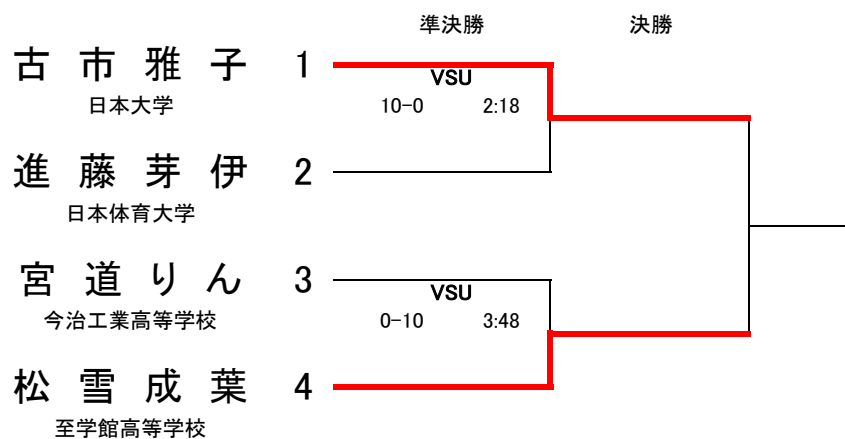 準決勝 決勝
古市雅子 1
日本大学
VSU
10-0 2:18
進藤芽伊 2
日本体育大学
宮道りん 3
今治工業高等学校
VSU
0-10 3:48
松雪成葉 4
至学館高等学校